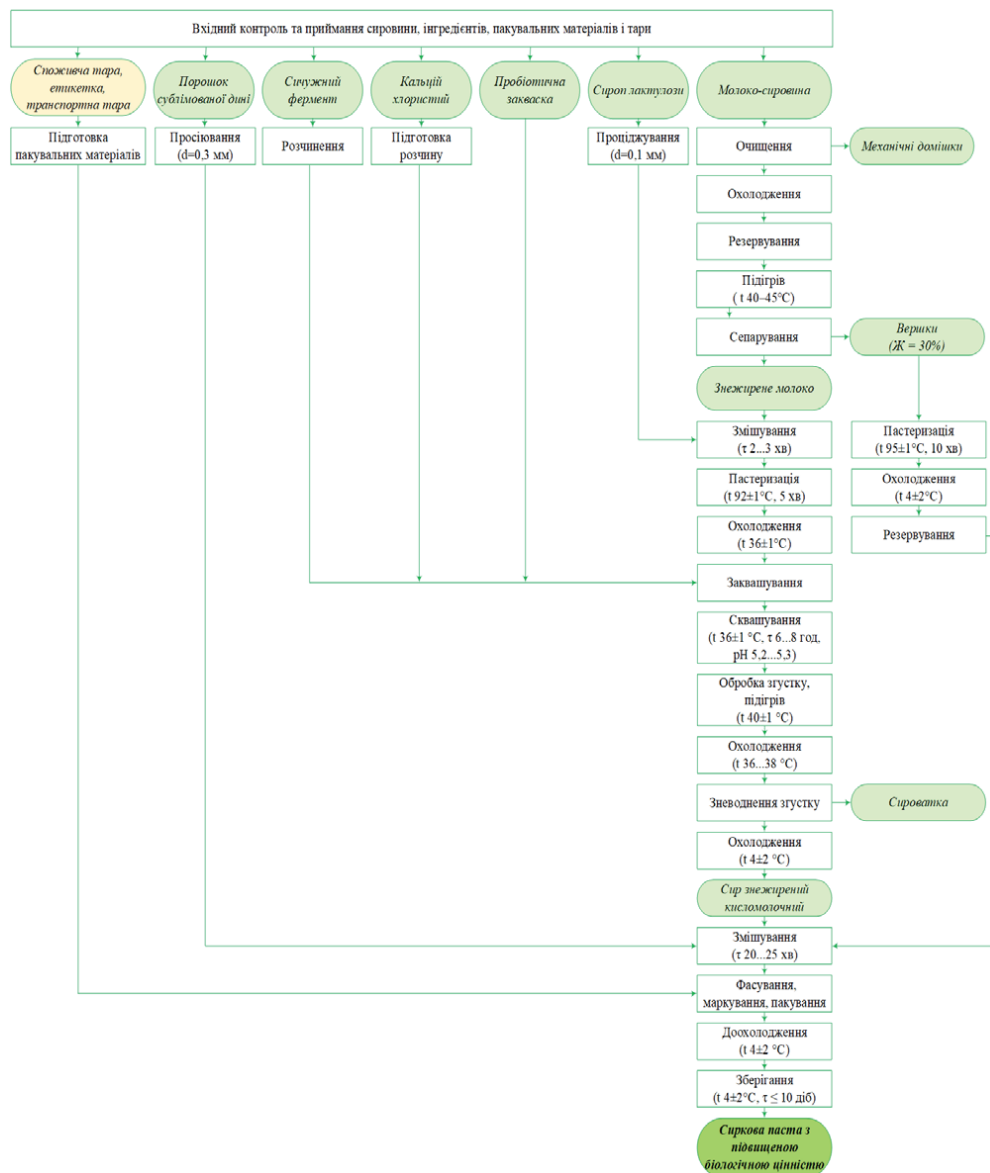 Вхідний контроль та приймання сировини, інгредієнтів, пакувальних матеріалів і тари
Споживча тара,
етикетка,
транспортна тара
Порошок
сублімованої дині
Сичужний
фермент
Кальцій
хлористий
Пробіотична
закваска
Сироп лактулози
Молоко-сировина
Підготовка
пакувальних матеріалів
Просіювання
(d=0,3 мм)
Розчинення
Підготовка
розчину
Проціджування
(d=0,1 мм)
Очищення
Механічні домішки
Охолодження
Резервування
Підігрів
( t 40–45°C)
Сепарування
Вершки
(Ж = 30%)
Знежирене молоко
Змішування
(τ 2...3 хв)
Пастеризація
(t 95±1°C, 10 хв)
Пастеризація
(t 92±1°C, 5 хв)
Охолодження
(t 4±2°C)
Охолодження
(t 36±1°C)
Резервування
Заквашування
Сквашування
(t 36±1 °C, τ 6...8 год,
pH 5,2...5,3)
Обробка згустку,
підігрів
(t 40±1 °C)
Охолодження
(t 36...38 °C)
Зневоднення згустку
Сироватка
Охолодження
(t 4±2 °C)
Сир знежирений
кисломолочний
Змішування
(τ 20...25 хв)
Фасування,
маркування, пакування
Доохолодження
(t 4±2 °C)
Зберігання
(t 4±2°C, τ ≤ 10 діб)
Сиркова паста з
підвищеною
біологічною цінністю